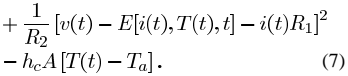 + \frac{1}{R_2} [v(t) − E[i(t), T(t), t] − i(t)R_1]^2
− h_c A [T(t) − T_a] . (7)